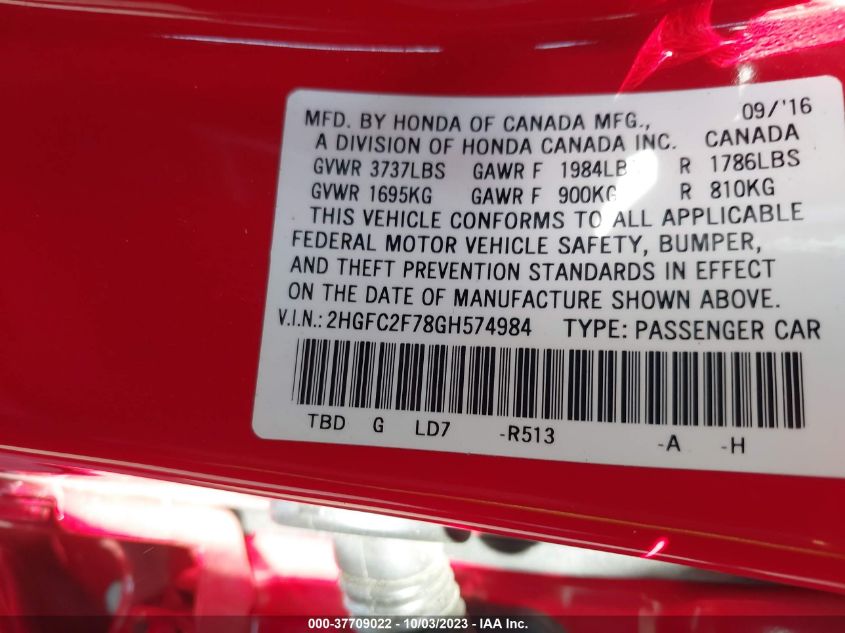 MFD. BY HONDA OF CANADA MFG., 09/'16
A DIVISION OF HONDA CANADA INC. CANADA
GVWR 3737LBS GAWR F 1984LB R 1786LBS
GVWR 1695KG GAWR F 900KG R 810KG
THIS VEHICLE CONFORMS TO ALL APPLICABLE
FEDERAL MOTOR VEHICLE SAFETY, BUMPER,
AND THEFT PREVENTION STANDARDS IN EFFECT
ON THE DATE OF MANUFACTURE SHOWN ABOVE.
V.I.N.: 2HGFC2F78GH574984 TYPE: PASSENGER CAR
TBD G LD7 -R513 -A -H
000-37709022 - 10/03/2023 - IAA Inc.